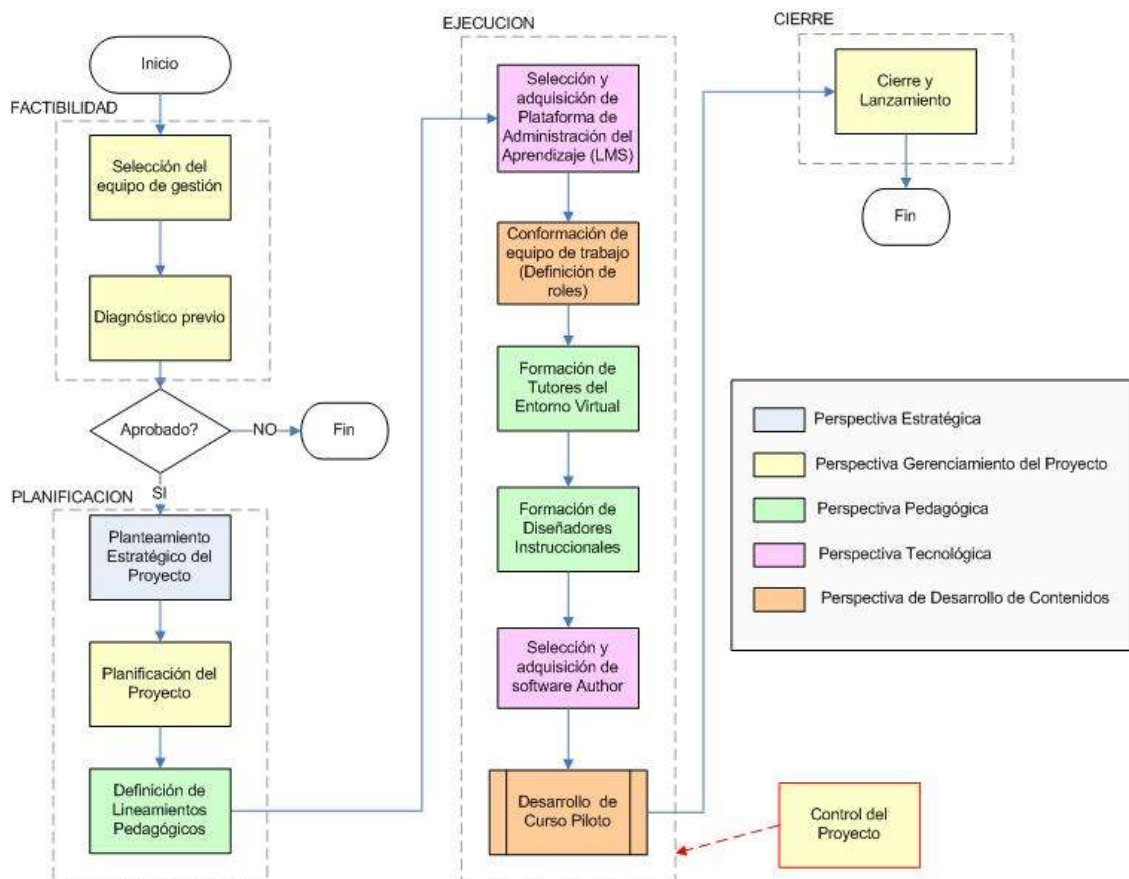 Inicio
FACTIBILIDAD
Selección del
equipo de gestión
Diagnóstico previo
Aprobado?
NO
Fin
SI
PLANIFICACION
Planteamiento
Estratégico del
Proyecto
Planificación del
Proyecto
Definición de
Lineamientos
Pedagógicos
EJECUCION
Selección y
adquisición de
Plataforma de
Administración del
Aprendizaje (LMS)
Conformación de
equipo de trabajo
(Definición de
roles)
Formación de
Tutores del
Entorno Virtual
Formación de
Diseñadores
Instruccionales
Selección y
adquisición de
software Author
Desarrollo de
Curso Piloto
CIERRE
Cierre y
Lanzamiento
Fin
Perspectiva Estratégica
Perspectiva Gerenciamiento del Proyecto
Perspectiva Pedagógica
Perspectiva Tecnológica
Perspectiva de Desarrollo de Contenidos
Control del
Proyecto